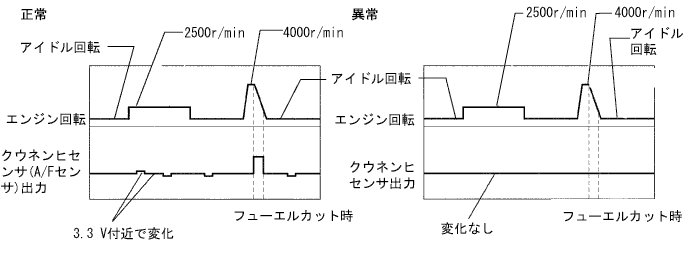 正常
2500r/min
4000r/min
アイドル回転
アイドル回転
エンジン回転
クウネンヒセ
ンサ(A/Fセン
サ)出力
フューエルカット時
3.3 V付近で変化
異常
2500r/min
4000r/min
アイドル
回転
エンジン回転
クウネンヒ
センサ出力
変化なし
フューエルカット時